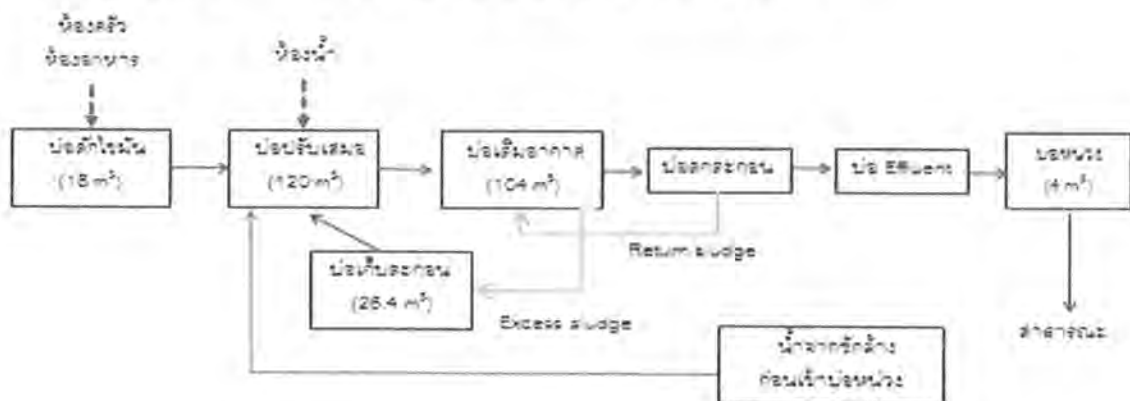 ห้องครัว
ห้องอาหาร
ห้องน้ำ
บ่อดักไขมัน
(18 m³)
บ่อปรับเสมอ
(120 m³)
บ่อเติมอากาศ
(104 m³)
บ่อตกตะกอน
บ่อ Effluent
บ่อหน่วง
(4 m³)
Return sludge
บ่อเก็บตะกอน
(26.4 m³)
Excess sludge
น้ำจากซักล้าง
ก่อนเข้าบ่อหน่วง
สาธารณะ